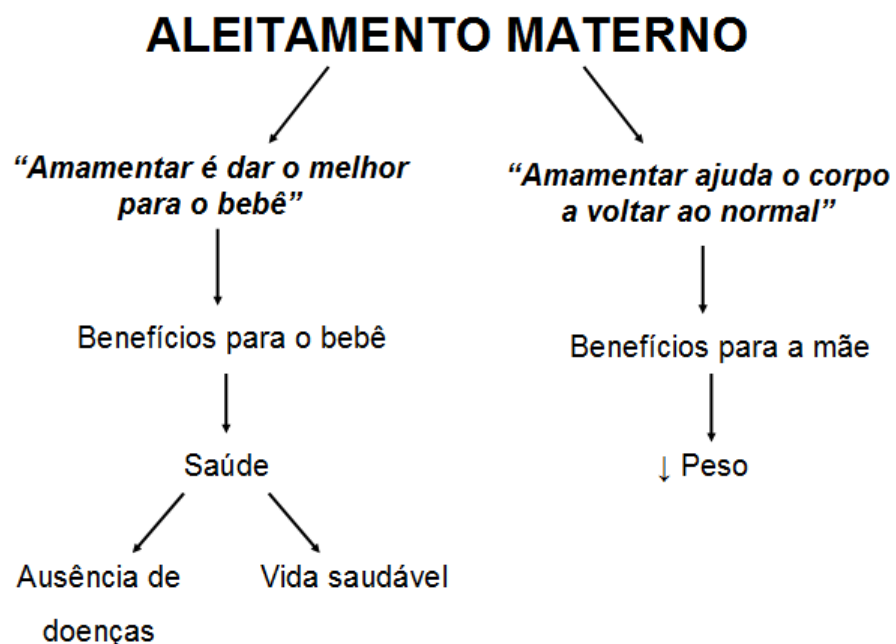 ALEITAMENTO MATERNO
“Amamentar é dar o melhor
para o bebê”
“Amamentar ajuda o corpo
a voltar ao normal”
Benefícios para o bebê
Benefícios para a mãe
Saúde
↓ Peso
Ausência de
doenças
Vida saudável